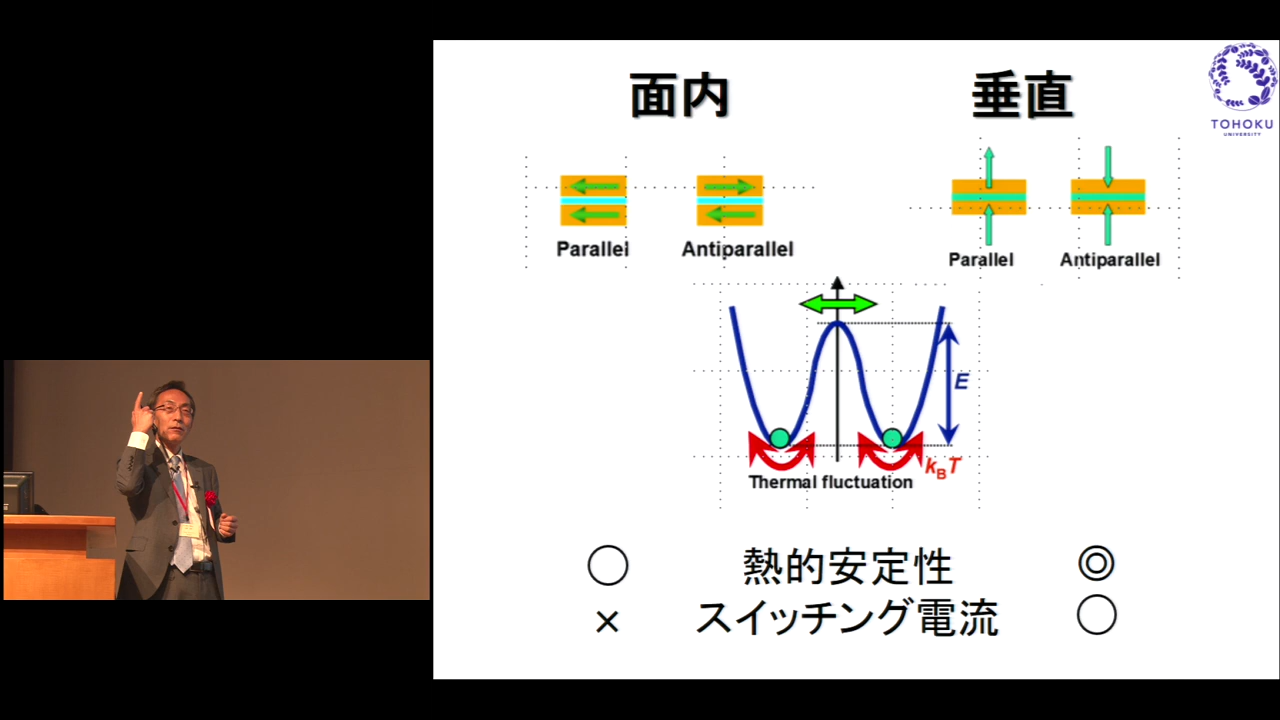 面内
垂直
TOHOKU
UNIVERSITY
Parallel
Antiparallel
Parallel
Antiparallel
E
kBT
Thermal fluctuation
○ 熱的安定性 ◎
× スイッチング電流 ○